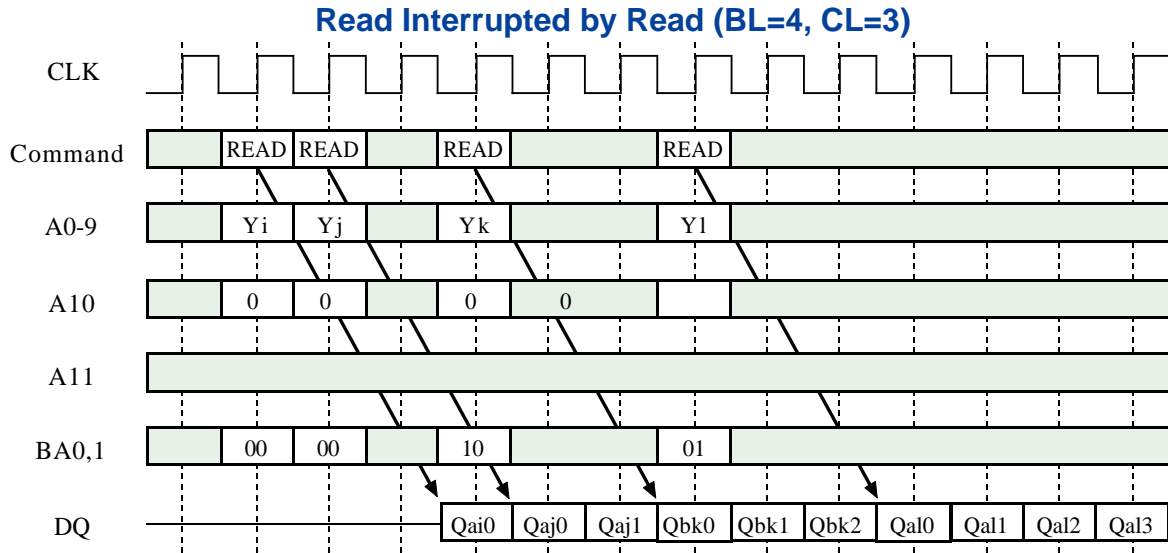 Read Interrupted by Read (BL=4, CL=3)
CLK
Command READ READ READ READ
A0-9 Yi Yj Yk Yl
A10 0 0 0 0
A11
BA0,1 00 00 10 01
DQ Qai0 Qaj0 Qaj1 Qbk0 Qbk1 Qbk2 Qal0 Qal1 Qal2 Qal3